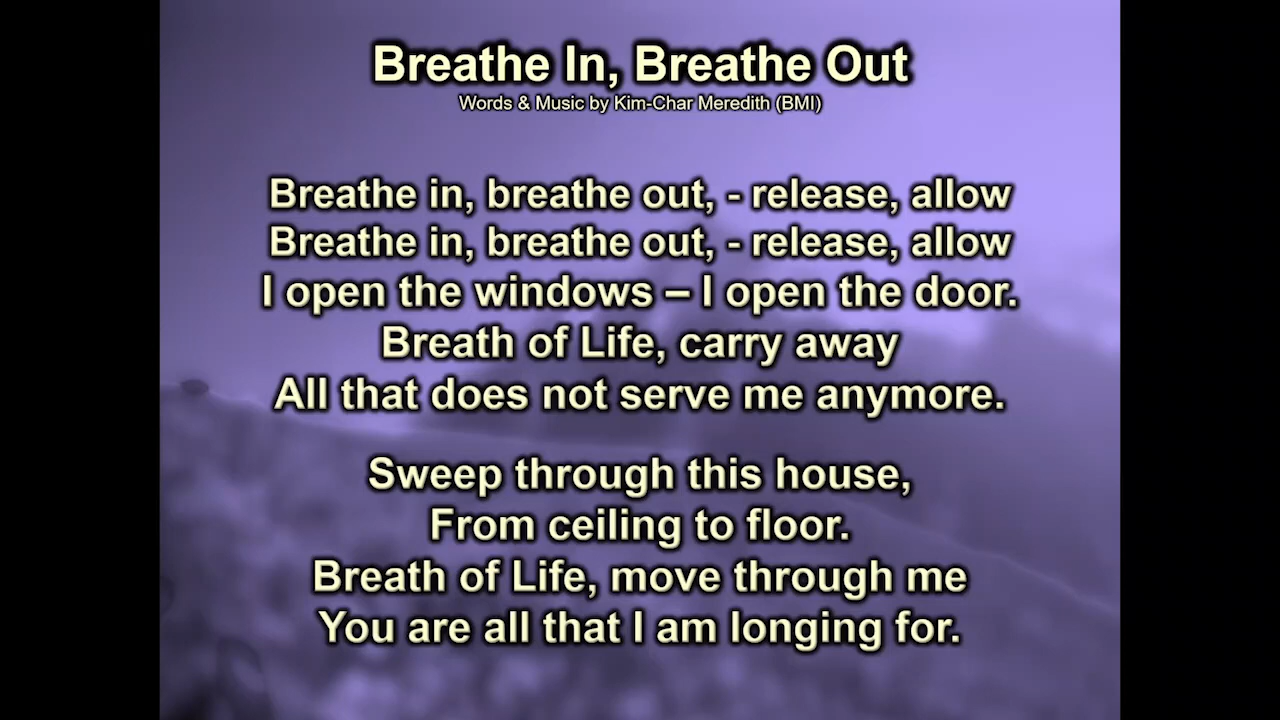 Breathe In, Breathe Out
Words & Music by Kim-Char Meredith (BMI)
Breathe in, breathe out, - release, allow
Breathe in, breathe out, - release, allow
I open the windows – I open the door.
Breath of Life, carry away
All that does not serve me anymore.
Sweep through this house,
From ceiling to floor.
Breath of Life, move through me
You are all that I am longing for.